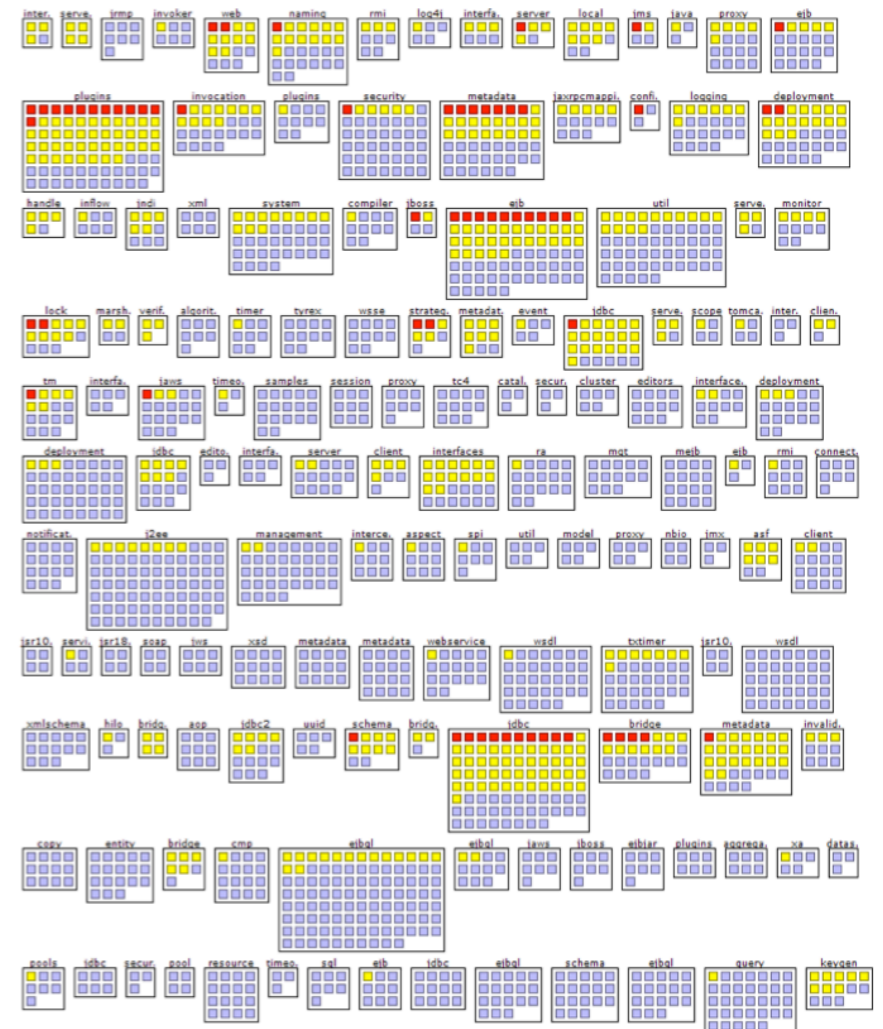 inter. serve. jrmp invoker web naming rmi log4j interfa. server local jms java proxy ejb
plugins invocation plugins security metadata jaxrpcmappi. confi. logging deployment
handle inflow jndi xml system compiler jboss ejb util serve. monitor
lock marsh. verif. algorit. timer tyrex wsse strateg. metadat. event jdbc serve. scope tomca. inter. clien.
tm interfa. jaws timeo. samples session proxy tc4 catal. secur. cluster editors interface. deployment
deployment jdbc edito. interfa. server client interfaces ra mgt mejb ejb rmi connect.
notificat. j2ee management interce. aspect spi util model proxy nbio jmx asf client
jsr10. servi. jsr18. soap jws xsd metadata metadata webservice wsdl txtimer jsr10. wsdl
xmlschema hilo bridg. aop jdbc2 uuid schema bridg. jdbc bridge metadata invalid.
copy entity bridge cmp ejbql ejbql jaws jboss ejbjar plugins aggrega. xa datas.
pools jdbc secur. pool resource timeo. sql ejb jdbc ejbql schema ejbql query keygen